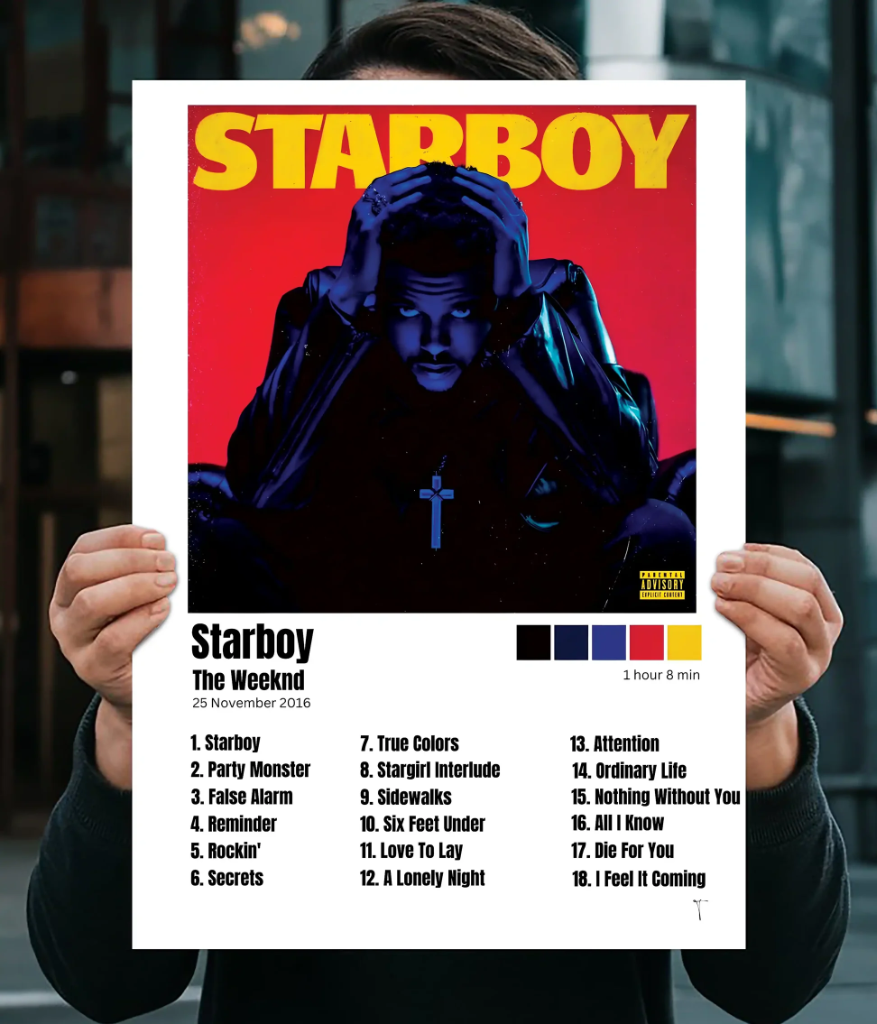 STARBOY
PARENTAL
ADVISORY
EXPLICIT CONTENT
Starboy
The Weeknd
25 November 2016
1 hour 8 min
1. Starboy
2. Party Monster
3. False Alarm
4. Reminder
5. Rockin'
6. Secrets
7. True Colors
8. Stargirl Interlude
9. Sidewalks
10. Six Feet Under
11. Love To Lay
12. A Lonely Night
13. Attention
14. Ordinary Life
15. Nothing Without You
16. All I Know
17. Die For You
18. I Feel It Coming